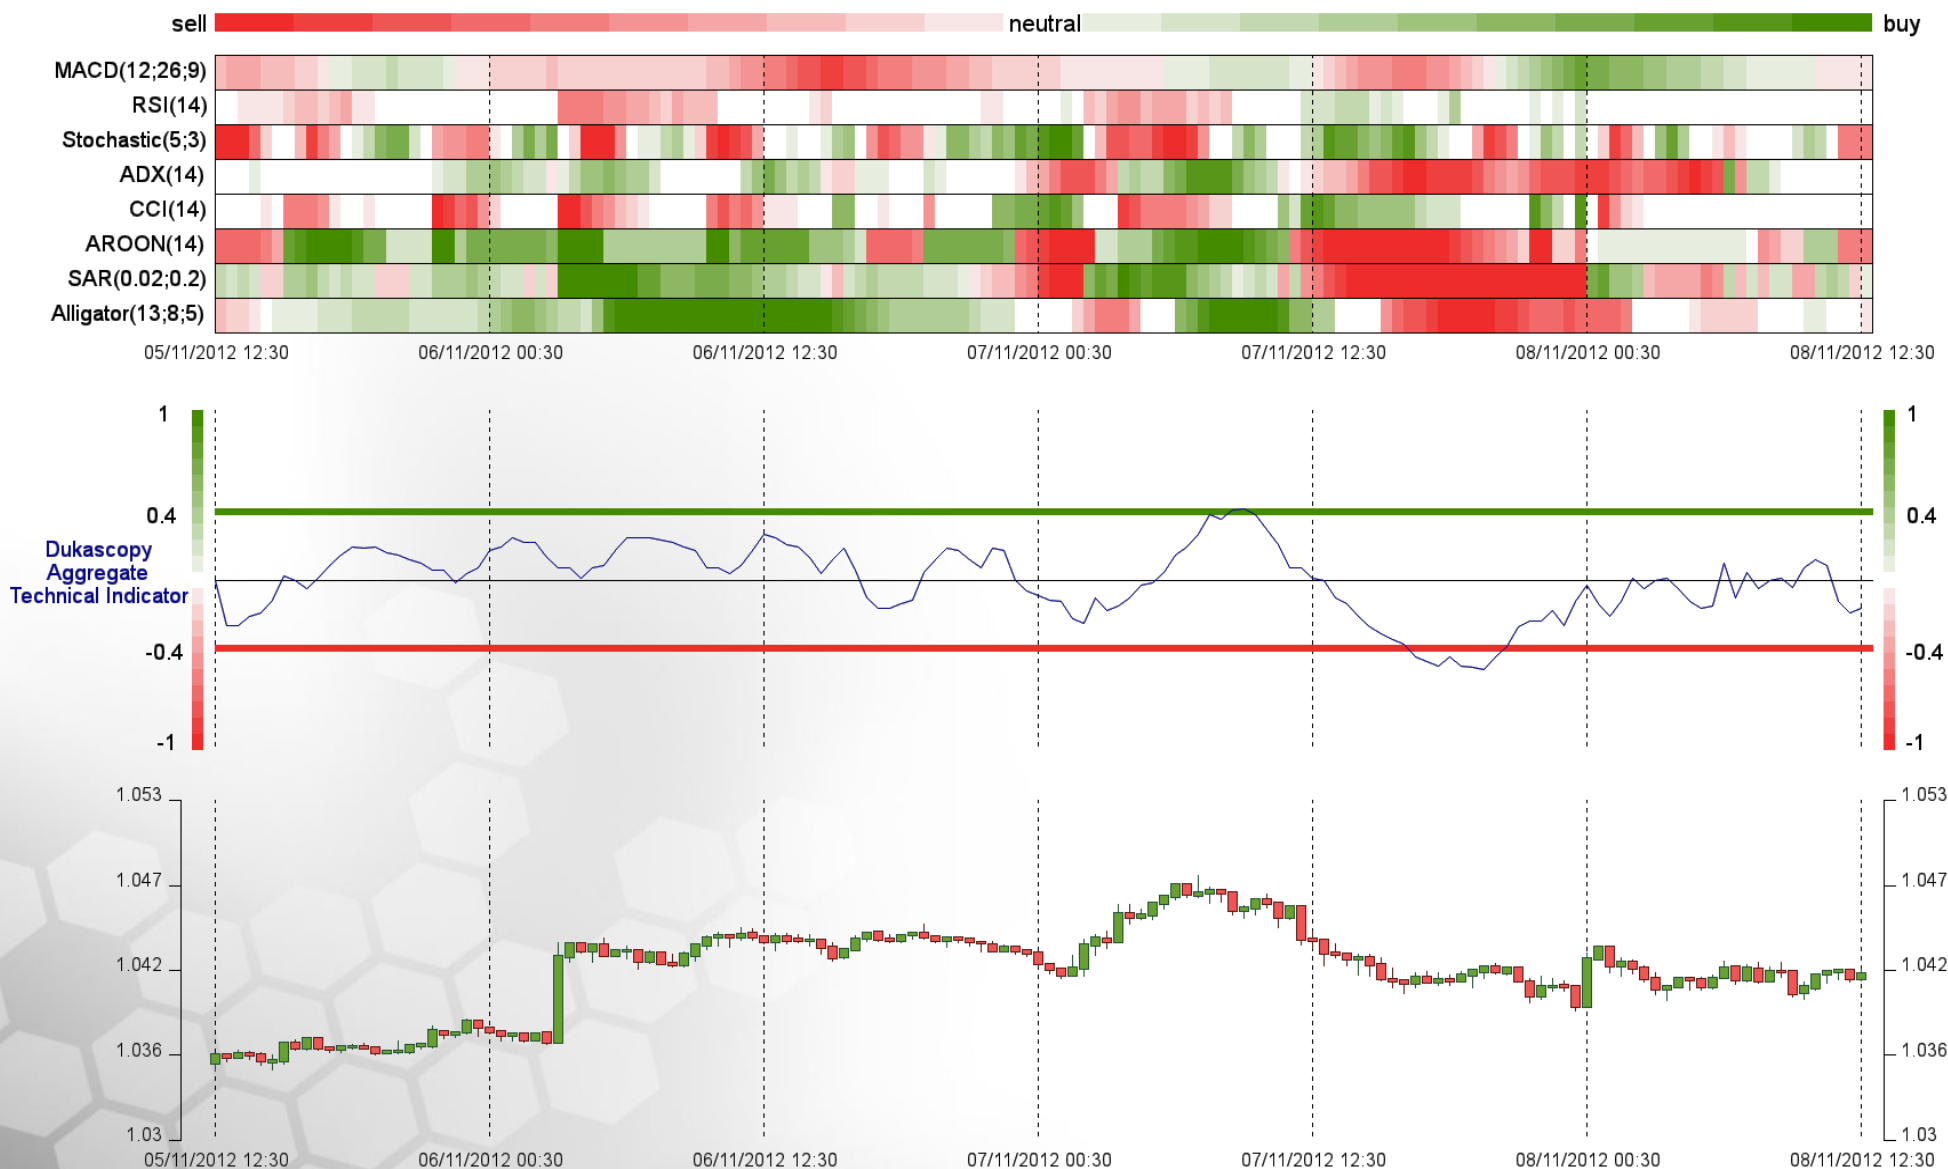 sell neutral buy
MACD(12;26;9)
RSI(14)
Stochastic(5;3)
ADX(14)
CCI(14)
AROON(14)
SAR(0.02;0.2)
Alligator(13;8;5)
05/11/2012 12:30 06/11/2012 00:30 06/11/2012 12:30 07/11/2012 00:30 07/11/2012 12:30 08/11/2012 00:30 08/11/2012 12:30
1 1
0.4 0.4
Dukascopy
Aggregate
Technical Indicator
-0.4 -0.4
-1 -1
1.053 1.053
1.047 1.047
1.042 1.042
1.036 1.036
1.03 1.03
05/11/2012 12:30 06/11/2012 00:30 06/11/2012 12:30 07/11/2012 00:30 07/11/2012 12:30 08/11/2012 00:30 08/11/2012 12:30